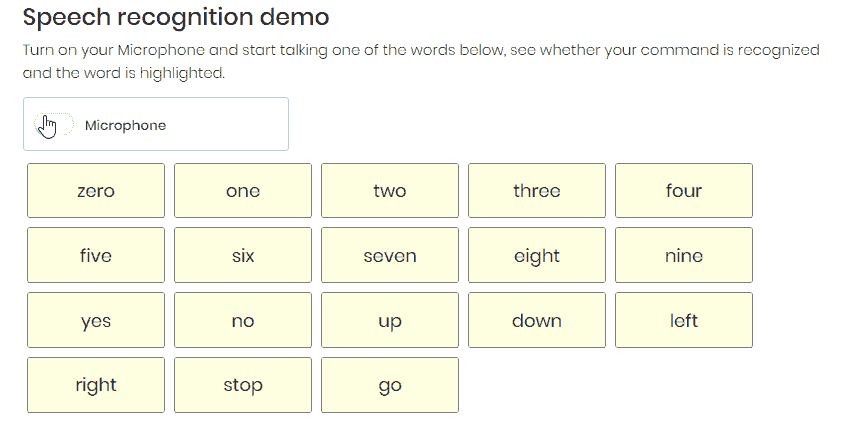 Speech recognition demo
Turn on your Microphone and start talking one of the words below, see whether your command is recognized
and the word is highlighted.
Microphone
zero one two three four
five six seven eight nine
yes no up down left
right stop go